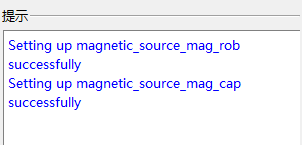 提示
Setting up magnetic_source_mag_rob
successfully
Setting up magnetic_source_mag_cap
successfully